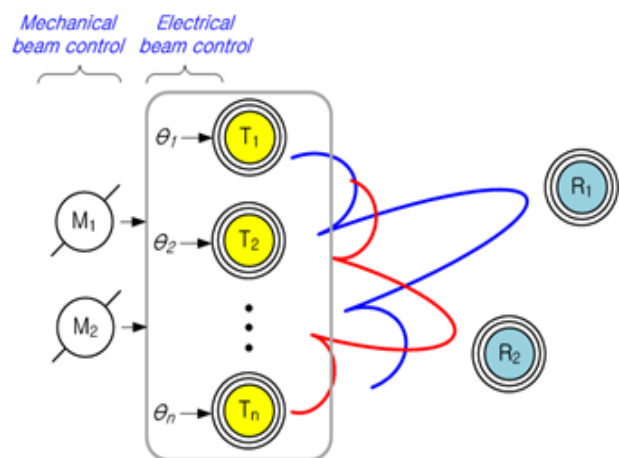 Mechanical beam control
Electrical beam control
θ1
T1
R1
M1
θ2
T2
M2
R2
θn
Tn